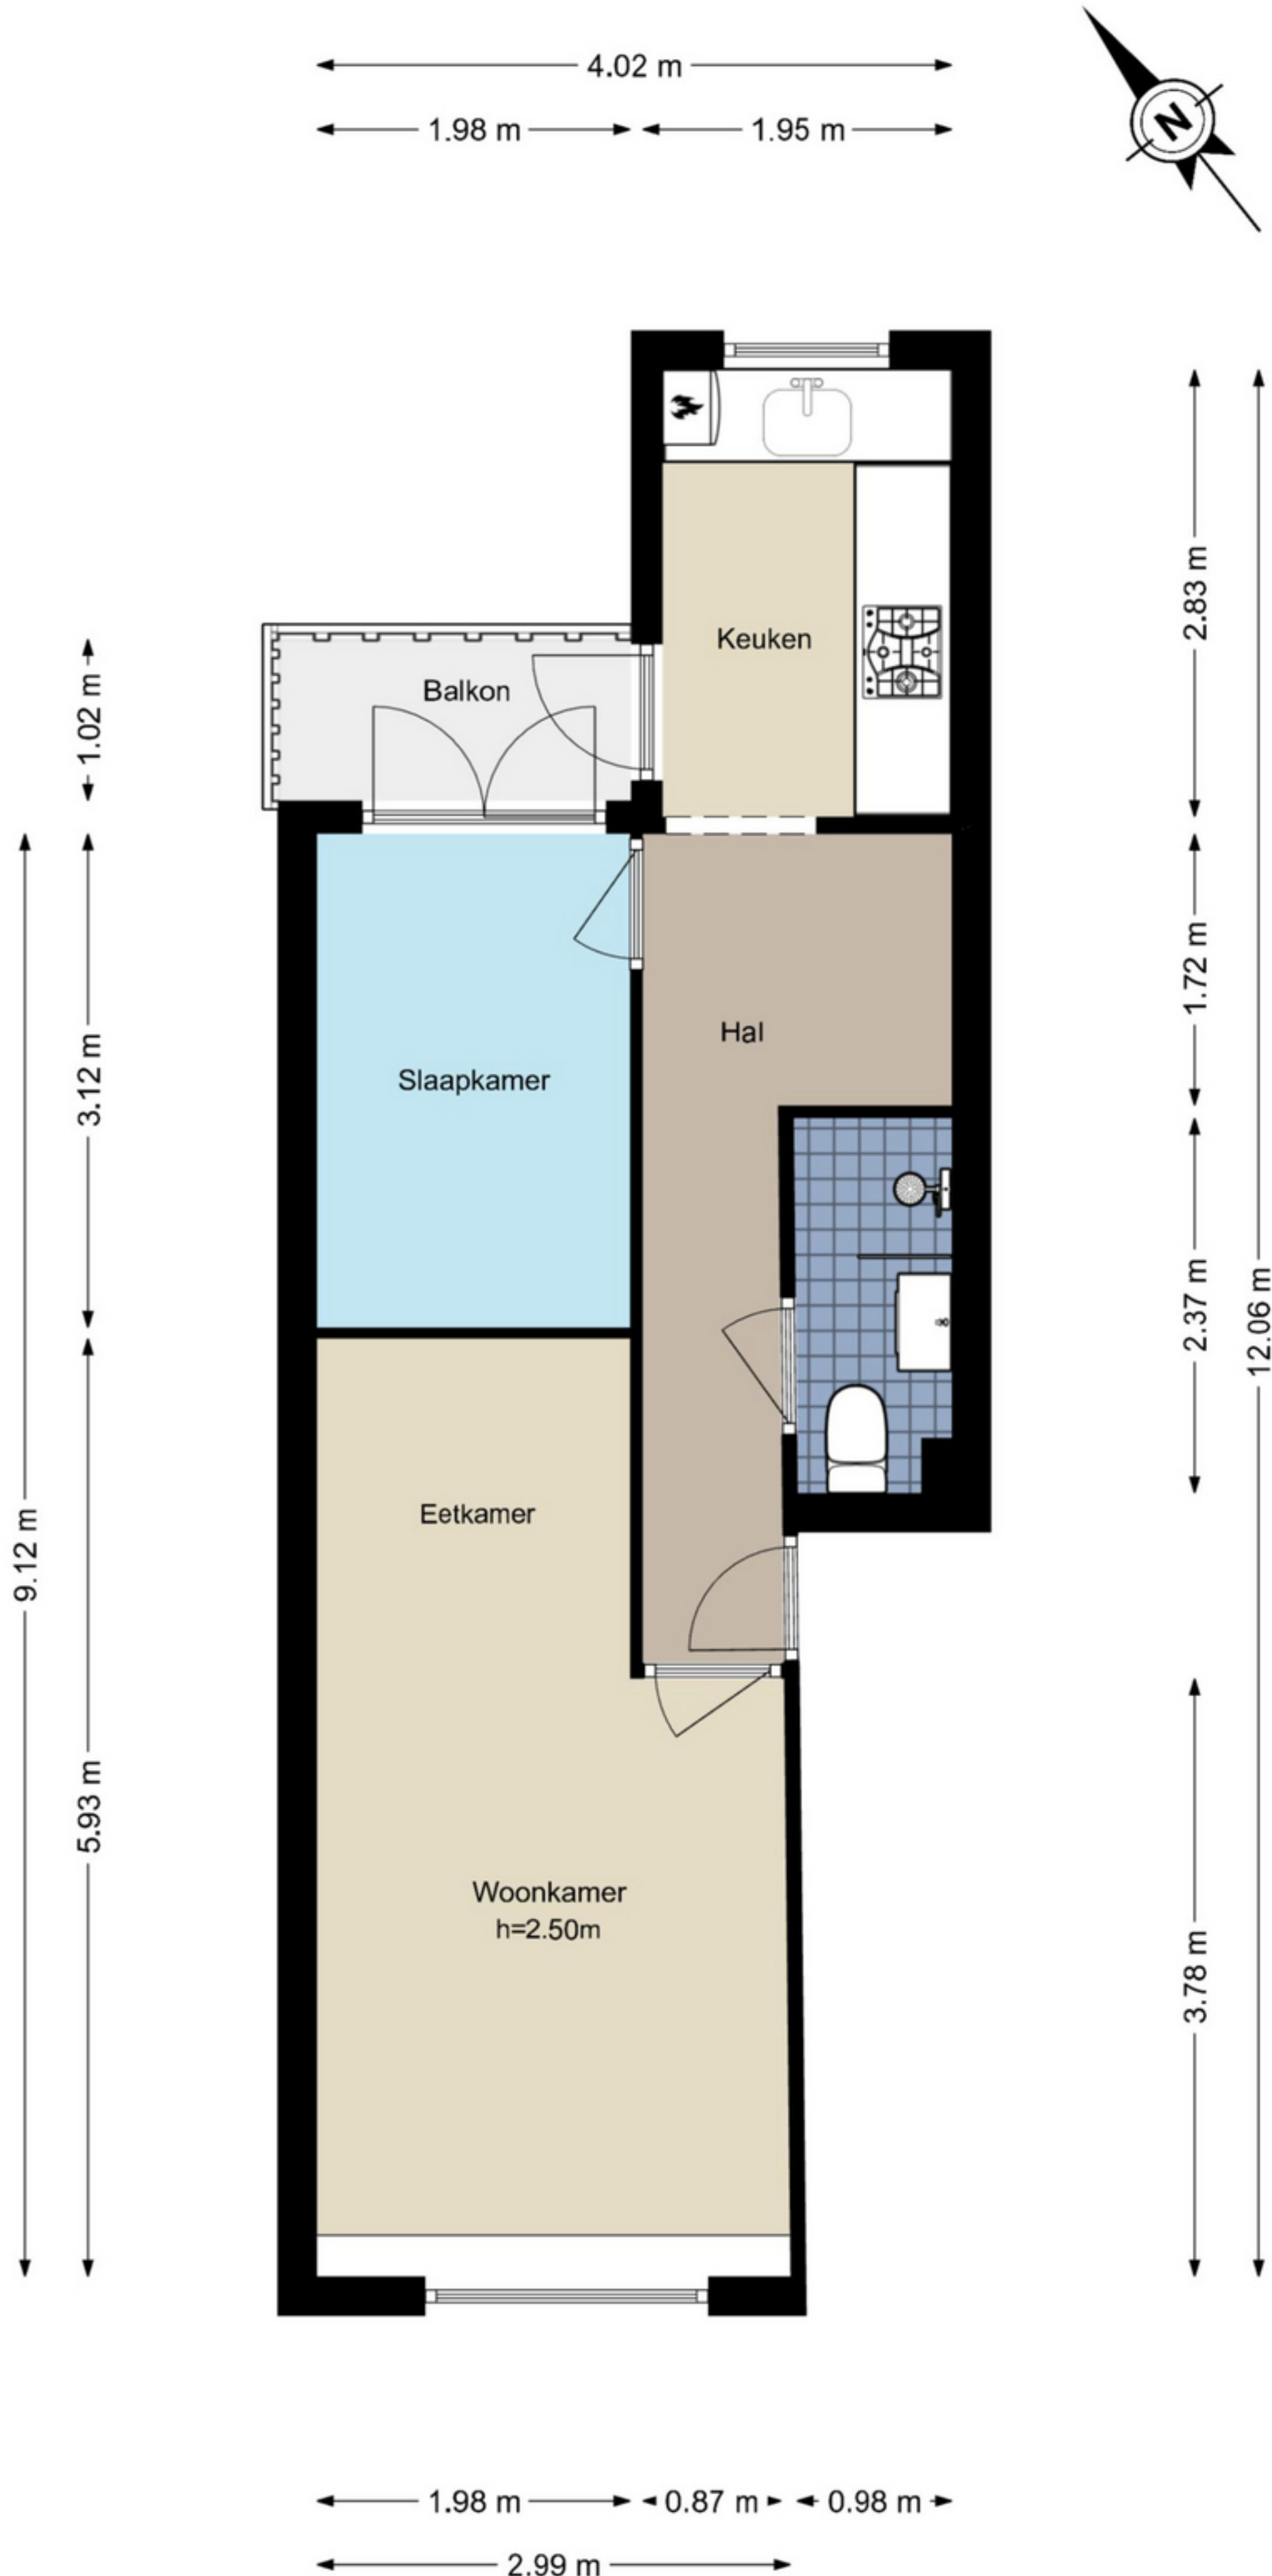 4.02 m
1.98 m
1.95 m
N
Keuken
2.83 m
Balkon
1.02 m
Hal
1.72 m
Slaapkamer
3.12 m
2.37 m
12.06 m
Eetkamer
9.12 m
5.93 m
Woonkamer
h=2.50m
3.78 m
1.98 m
0.87 m
0.98 m
2.99 m